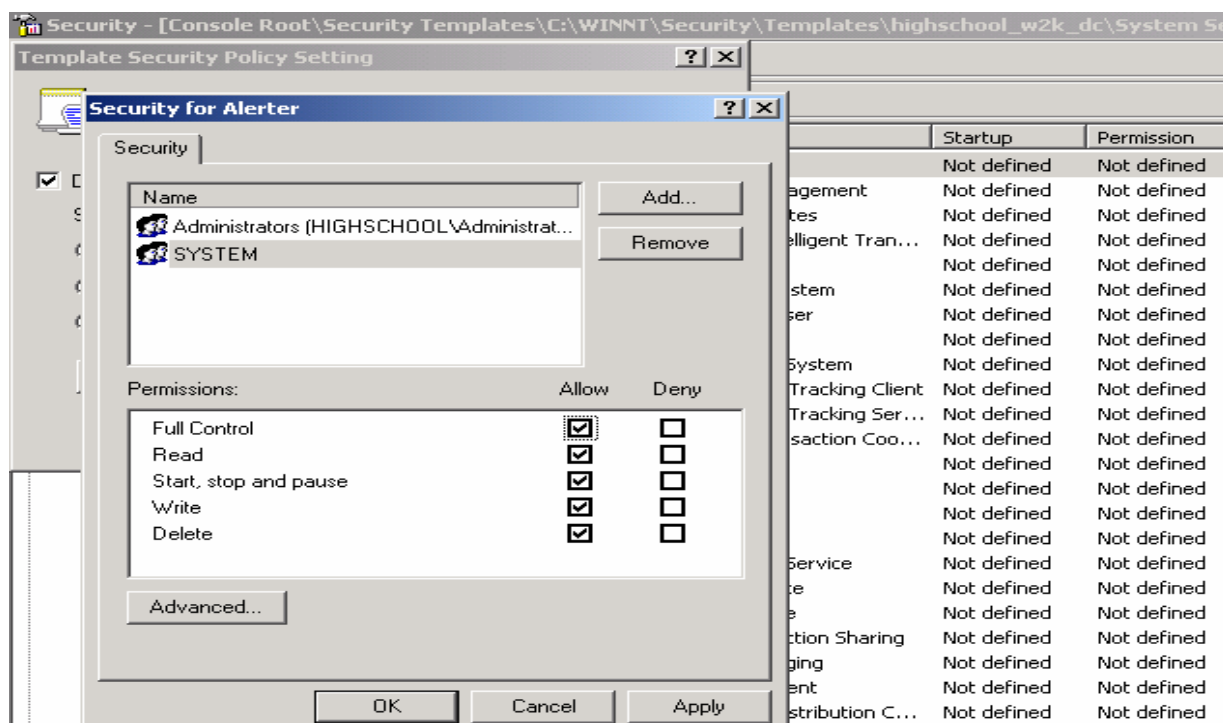 Security - [Console Root\Security Templates\C:\WINNT\Security\Templates\highschool_w2k_dc\System Se
Template Security Policy Setting
Security for Alerter
Security
Name
Administrators (HIGHSCHOOL\Administrat...
SYSTEM
Add...
Remove
Permissions:
Allow
Deny
Full Control
Read
Start, stop and pause
Write
Delete
Advanced...
OK
Cancel
Apply
Startup
Permission
Not defined Not defined
agement Not defined Not defined
tes Not defined Not defined
elligent Tran... Not defined Not defined
Not defined Not defined
stem Not defined Not defined
ser Not defined Not defined
Not defined Not defined
System Not defined Not defined
Tracking Client Not defined Not defined
Tracking Ser... Not defined Not defined
saction Coo... Not defined Not defined
Not defined Not defined
Not defined Not defined
Not defined Not defined
Not defined Not defined
Service Not defined Not defined
ce Not defined Not defined
e Not defined Not defined
ction Sharing Not defined Not defined
ging Not defined Not defined
ent Not defined Not defined
stribution C... Not defined Not defined